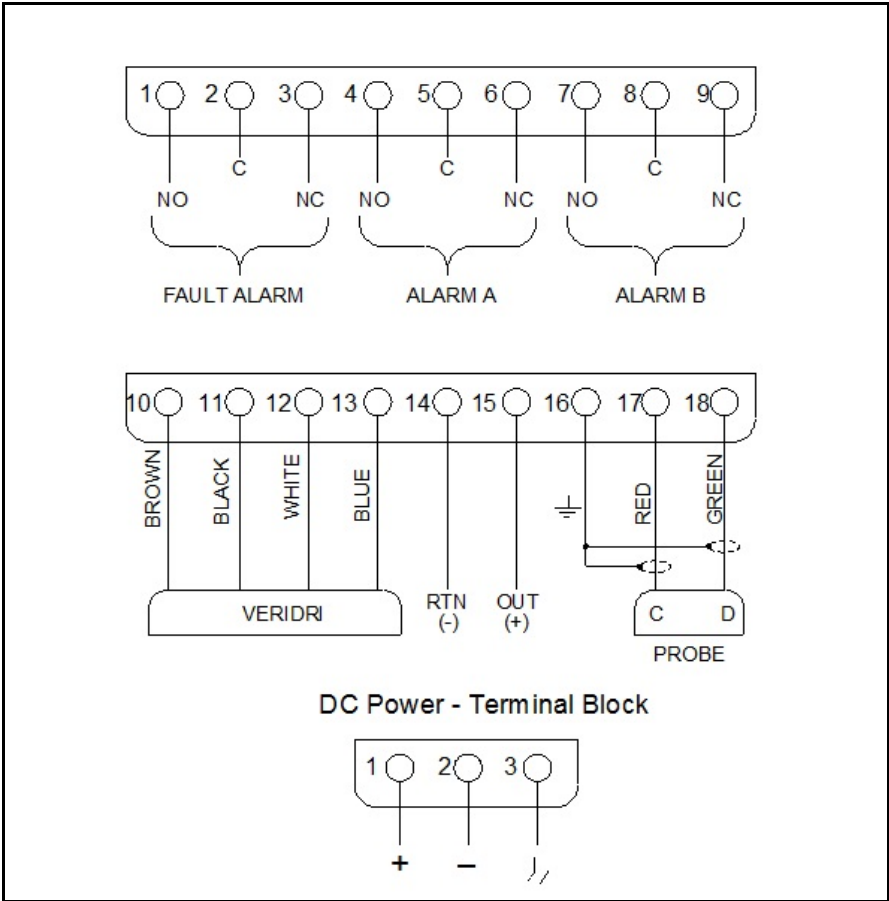 1 2 3 4 5 6 7 8 9
C C C
NO NC NO NC NO NC
FAULT ALARM ALARM A ALARM B
10 11 12 13 14 15 16 17 18
BROWN BLACK WHITE BLUE RED GREEN
VERIDRI RTN OUT C D
(-) (+)
PROBE
DC Power - Terminal Block
1 2 3
+ –